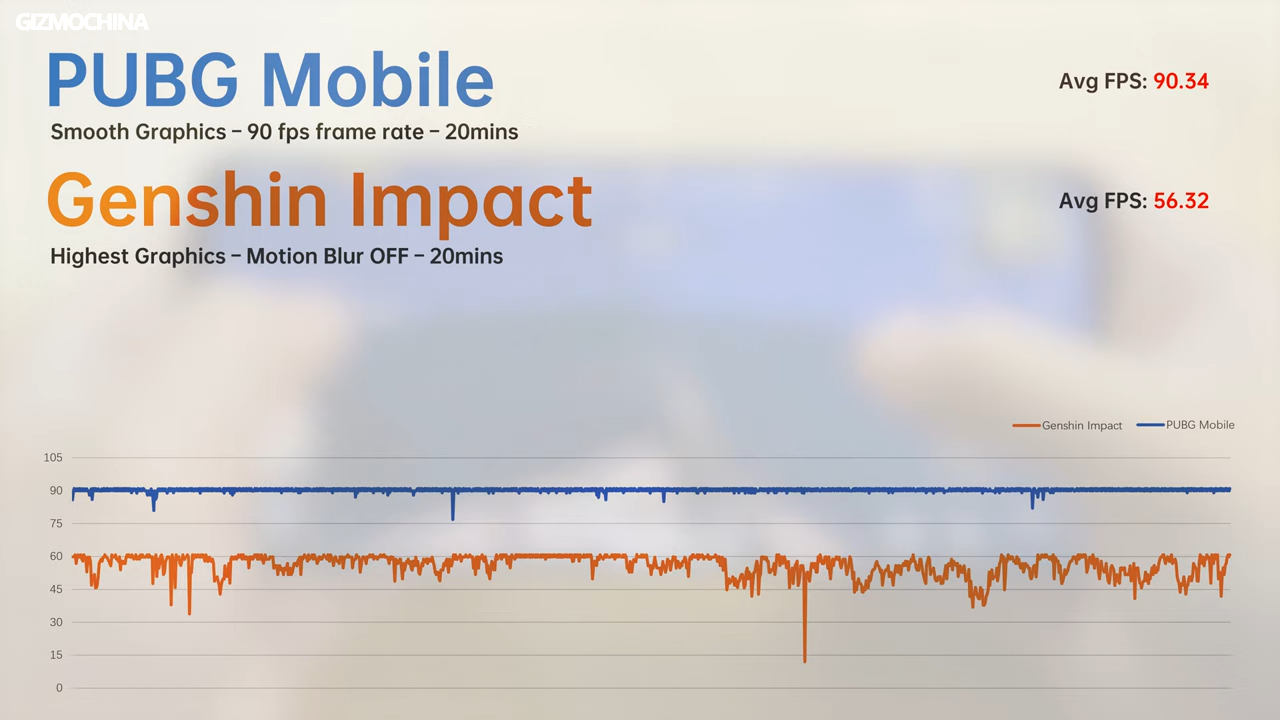 GIZMOCHINA
PUBG Mobile
Avg FPS: 90.34
Smooth Graphics – 90 fps frame rate – 20mins
Genshin Impact
Avg FPS: 56.32
Highest Graphics – Motion Blur OFF – 20mins
Genshin Impact PUBG Mobile
105
90
75
60
45
30
15
0